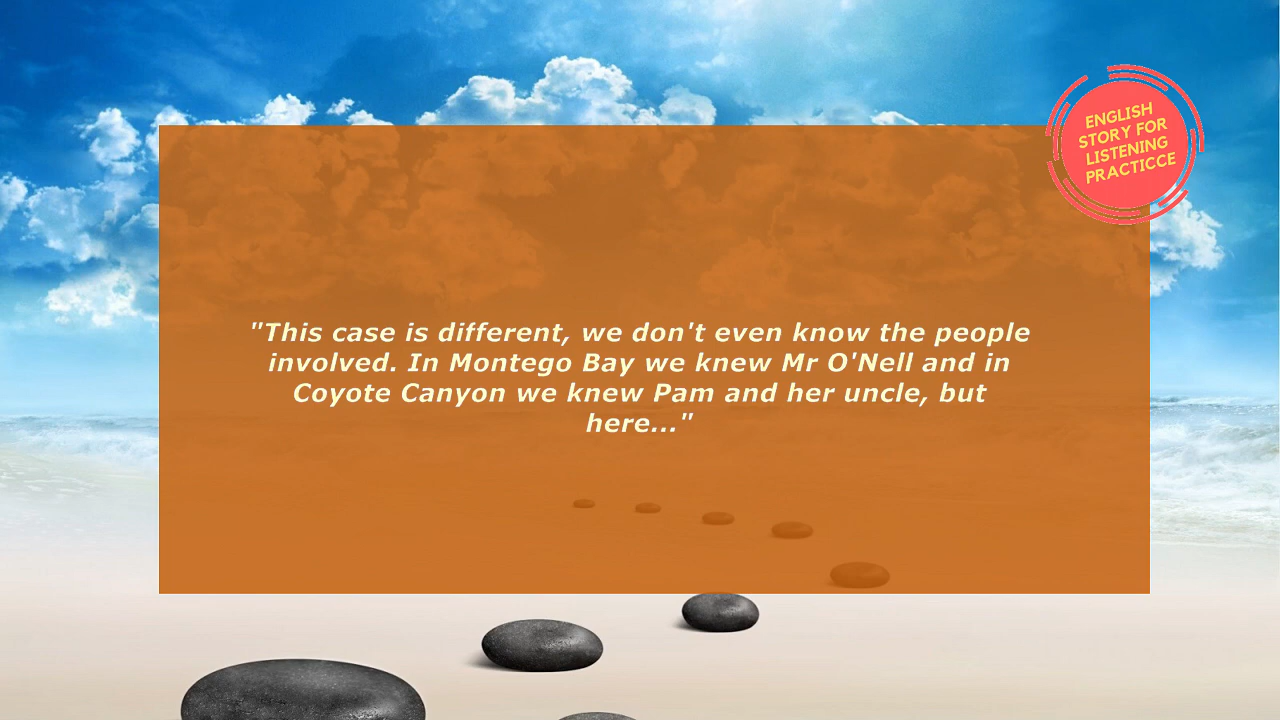 ENGLISH
STORY FOR
LISTENING
PRACTICCE
"This case is different, we don't even know the people
involved. In Montego Bay we knew Mr O'Nell and in
Coyote Canyon we knew Pam and her uncle, but
here..."